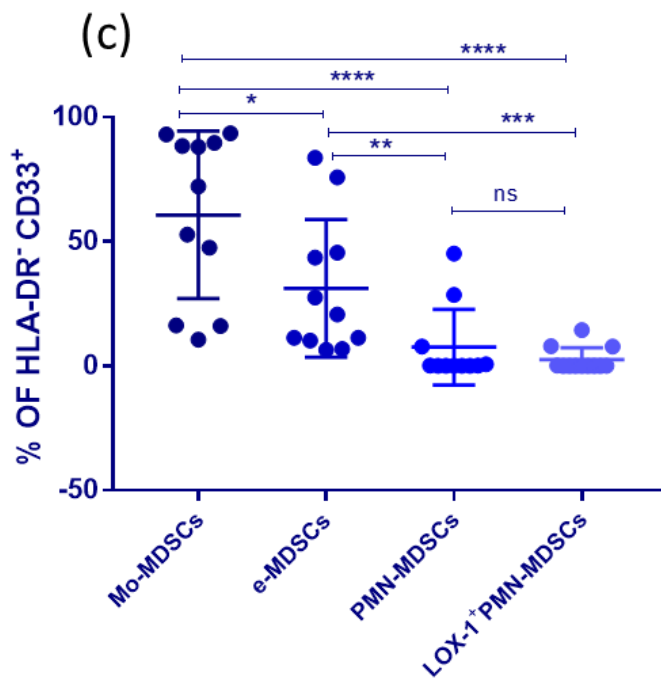 (c)
****
****
*
***
**
ns
% OF HLA-DR⁻ CD33⁺
100
50
0
-50
Mo-MDSCs
e-MDSCs
PMN-MDSCs
LOX-1⁺PMN-MDSCs